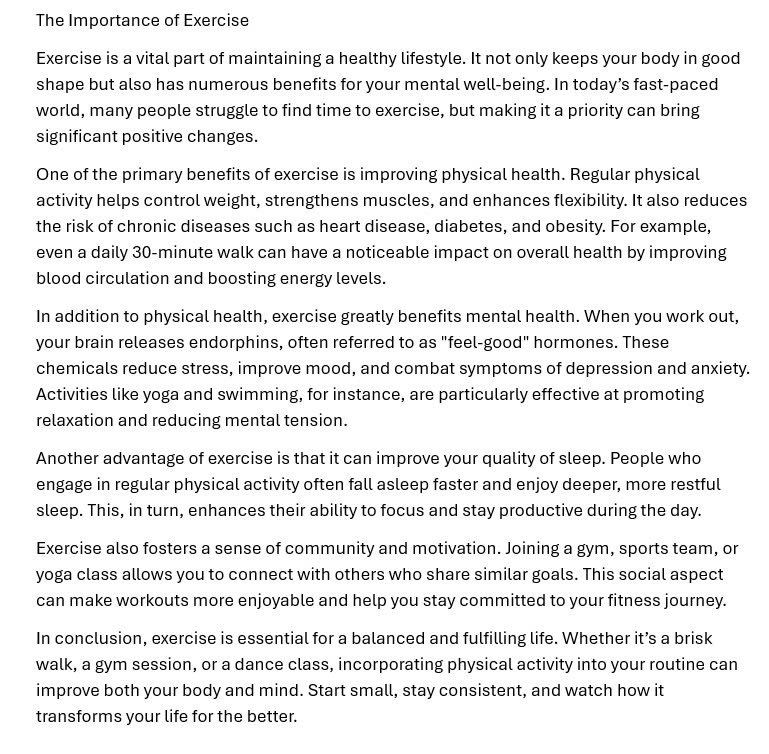 The Importance of Exercise
Exercise is a vital part of maintaining a healthy lifestyle. It not only keeps your body in good
shape but also has numerous benefits for your mental well-being. In today’s fast-paced
world, many people struggle to find time to exercise, but making it a priority can bring
significant positive changes.
One of the primary benefits of exercise is improving physical health. Regular physical
activity helps control weight, strengthens muscles, and enhances flexibility. It also reduces
the risk of chronic diseases such as heart disease, diabetes, and obesity. For example,
even a daily 30-minute walk can have a noticeable impact on overall health by improving
blood circulation and boosting energy levels.
In addition to physical health, exercise greatly benefits mental health. When you work out,
your brain releases endorphins, often referred to as "feel-good" hormones. These
chemicals reduce stress, improve mood, and combat symptoms of depression and anxiety.
Activities like yoga and swimming, for instance, are particularly effective at promoting
relaxation and reducing mental tension.
Another advantage of exercise is that it can improve your quality of sleep. People who
engage in regular physical activity often fall asleep faster and enjoy deeper, more restful
sleep. This, in turn, enhances their ability to focus and stay productive during the day.
Exercise also fosters a sense of community and motivation. Joining a gym, sports team, or
yoga class allows you to connect with others who share similar goals. This social aspect
can make workouts more enjoyable and help you stay committed to your fitness journey.
In conclusion, exercise is essential for a balanced and fulfilling life. Whether it’s a brisk
walk, a gym session, or a dance class, incorporating physical activity into your routine can
improve both your body and mind. Start small, stay consistent, and watch how it
transforms your life for the better.